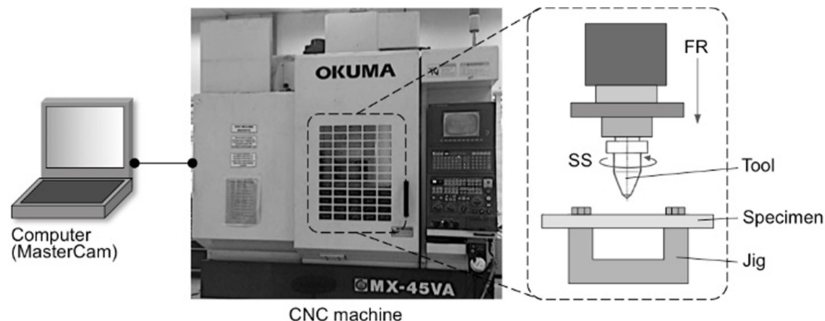 Computer
(MasterCam)
OKUMA
MX-45VA
CNC machine
FR
SS
Tool
Specimen
Jig